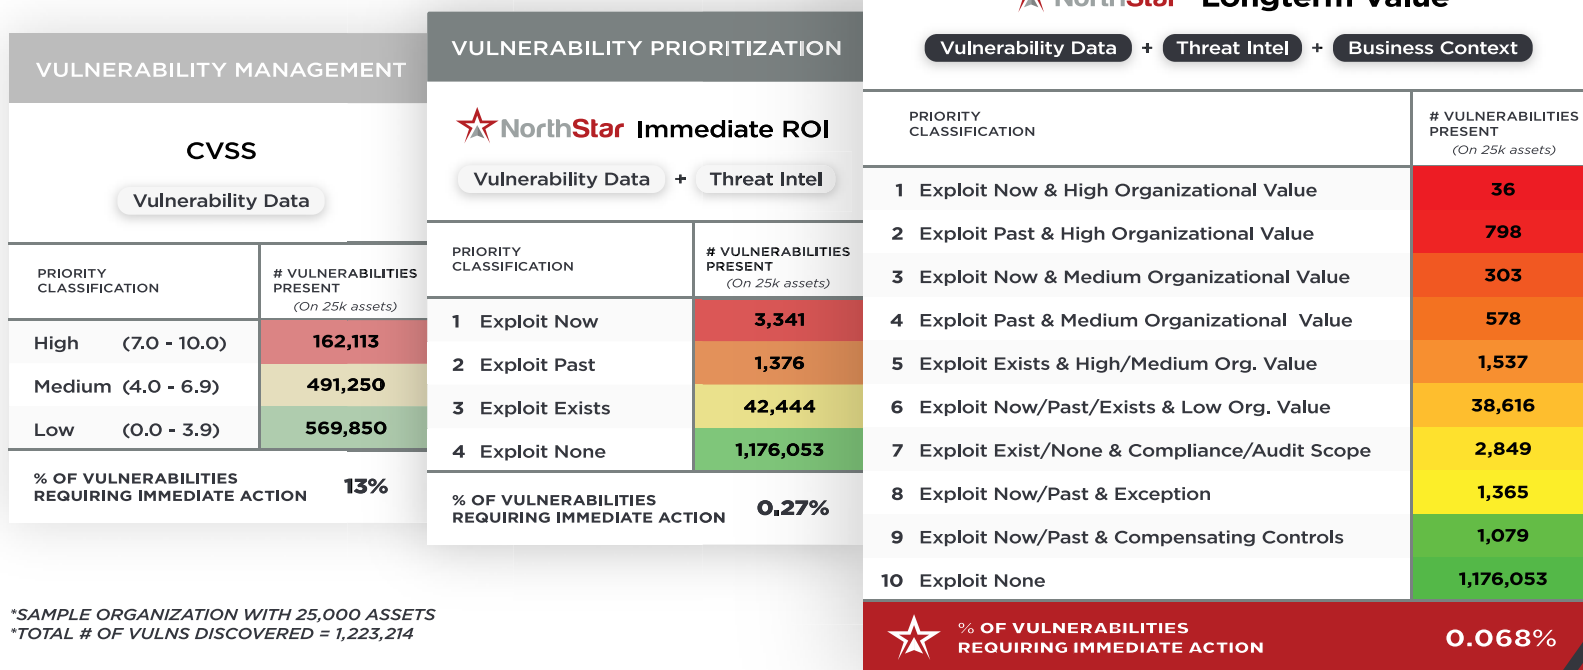 VULNERABILITY MANAGEMENT
CVSS
Vulnerability Data
PRIORITY
CLASSIFICATION
# VULNERABILITIES
PRESENT
(On 25k assets)
High (7.0 - 10.0) 162,113
Medium (4.0 - 6.9) 491,250
Low (0.0 - 3.9) 569,850
% OF VULNERABILITIES
REQUIRING IMMEDIATE ACTION 13%
*SAMPLE ORGANIZATION WITH 25,000 ASSETS
*TOTAL # OF VULNS DISCOVERED = 1,223,214
VULNERABILITY PRIORITIZATION
NorthStar Immediate ROI
Vulnerability Data + Threat Intel
PRIORITY
CLASSIFICATION
# VULNERABILITIES
PRESENT
(On 25k assets)
1 Exploit Now 3,341
2 Exploit Past 1,376
3 Exploit Exists 42,444
4 Exploit None 1,176,053
% OF VULNERABILITIES
REQUIRING IMMEDIATE ACTION 0.27%
NorthStar Longterm Value
Vulnerability Data + Threat Intel + Business Context
PRIORITY
CLASSIFICATION
# VULNERABILITIES
PRESENT
(On 25k assets)
1 Exploit Now & High Organizational Value 36
2 Exploit Past & High Organizational Value 798
3 Exploit Now & Medium Organizational Value 303
4 Exploit Past & Medium Organizational Value 578
5 Exploit Exists & High/Medium Org. Value 1,537
6 Exploit Now/Past/Exists & Low Org. Value 38,616
7 Exploit Exist/None & Compliance/Audit Scope 2,849
8 Exploit Now/Past & Exception 1,365
9 Exploit Now/Past & Compensating Controls 1,079
10 Exploit None 1,176,053
% OF VULNERABILITIES
REQUIRING IMMEDIATE ACTION 0.068%